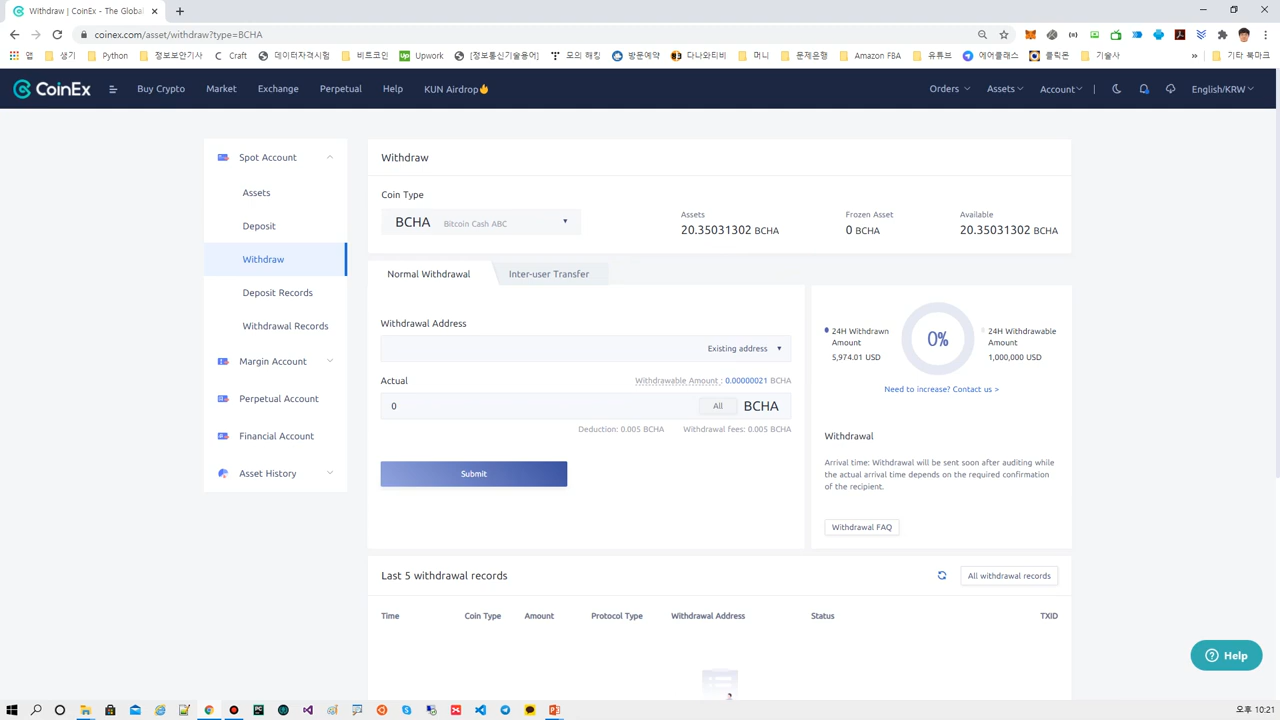 Withdraw | CoinEx - The Global
coinex.com/asset/withdraw?type=BCHA
앱 생기 Python 정보보안기사 Craft 데이터자격시험 비트코인 Upwork [정보통신기술용어] 모의 해킹 방문예약 다나와티비 머니 문제은행 Amazon FBA 유튜브 에어클래스 클릭몬 기술사 » 기타 북마크
CoinEx Buy Crypto Market Exchange Perpetual Help KUN Airdrop Orders Assets Account | English/KRW
Spot Account
Assets
Deposit
Withdraw
Deposit Records
Withdrawal Records
Margin Account
Perpetual Account
Financial Account
Asset History
Withdraw
Coin Type
BCHA Bitcoin Cash ABC
Assets
20.35031302 BCHA
Frozen Asset
0 BCHA
Available
20.35031302 BCHA
Normal Withdrawal Inter-user Transfer
Withdrawal Address
Existing address
Actual Withdrawable Amount : 0.00000021 BCHA
0 All BCHA
Deduction: 0.005 BCHA Withdrawal fees: 0.005 BCHA
Submit
24H Withdrawn
Amount
5,974.01 USD
0%
24H Withdrawable
Amount
1,000,000 USD
Need to increase? Contact us >
Withdrawal
Arrival time: Withdrawal will be sent soon after auditing while
the actual arrival time depends on the required confirmation
of the recipient.
Withdrawal FAQ
Last 5 withdrawal records All withdrawal records
Time Coin Type Amount Protocol Type Withdrawal Address Status TXID
Help
오후 10:21